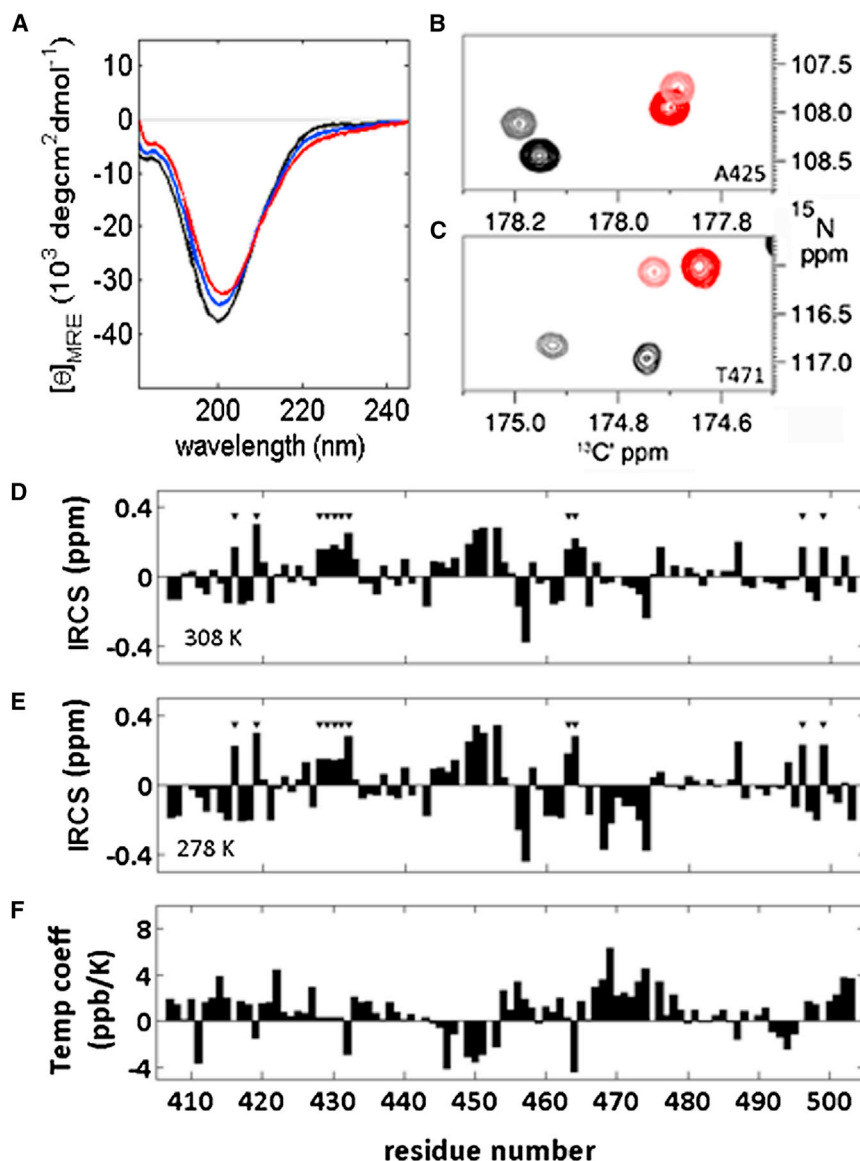 A
15
10
0
-10
-20
-30
-40
[θ]MRE (10³ degcm²dmol⁻¹)
200 220 240
wavelength (nm)
B
107.5
108.0
108.5
A425
178.2 178.0 177.8
¹⁵N
ppm
C
116.5
117.0
T471
175.0 174.8 174.6
¹³C' ppm
D
0.4
0
-0.4
IRCS (ppm)
308 K
E
0.4
0
-0.4
IRCS (ppm)
278 K
F
8
4
0
-4
Temp coeff
(ppb/K)
410 420 430 440 450 460 470 480 490 500
residue number